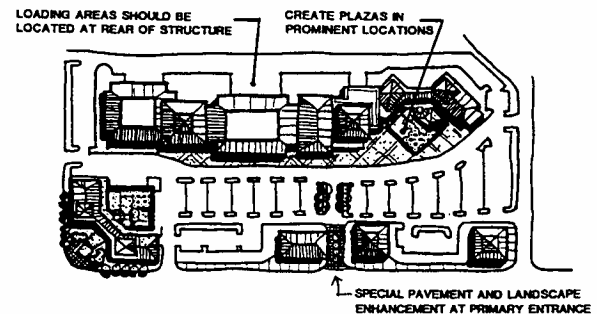 LOADING AREAS SHOULD BE
LOCATED AT REAR OF STRUCTURE
CREATE PLAZAS IN
PROMINENT LOCATIONS
SPECIAL PAVEMENT AND LANDSCAPE
ENHANCEMENT AT PRIMARY ENTRANCE